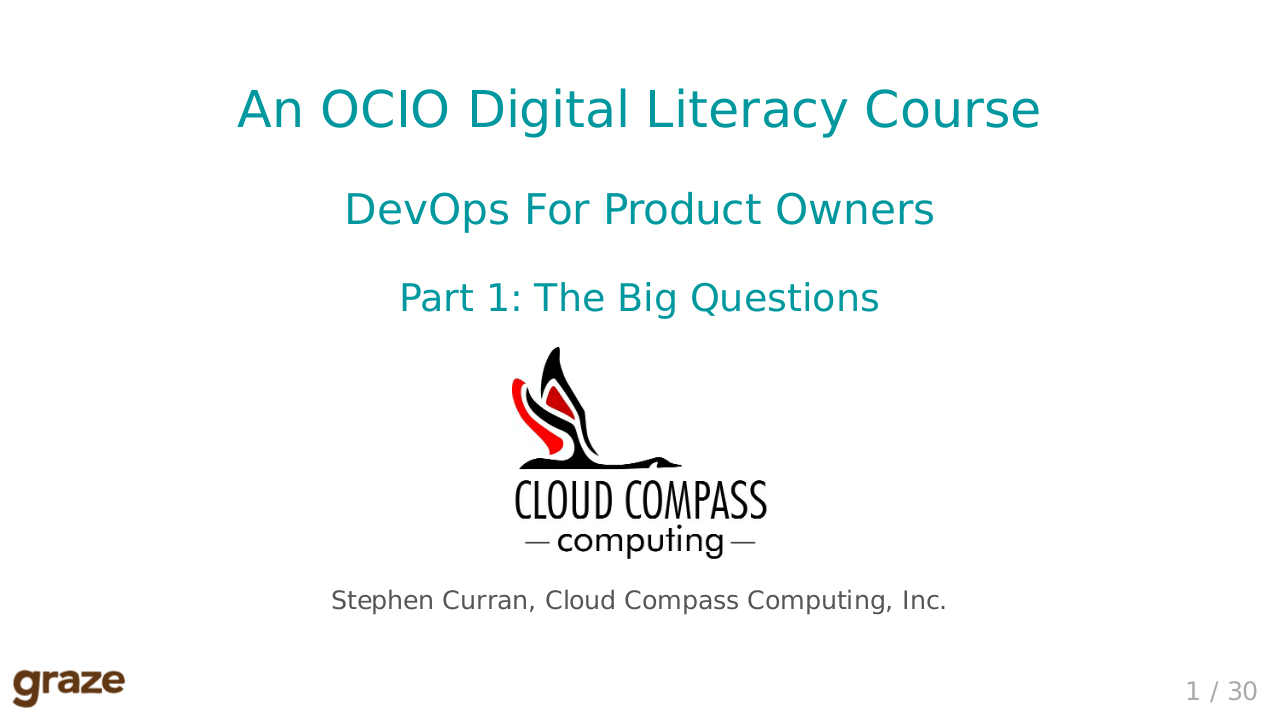 An OCIO Digital Literacy Course
DevOps For Product Owners
Part 1: The Big Questions
CLOUD COMPASS
— computing —
Stephen Curran, Cloud Compass Computing, Inc.
graze
1 / 30